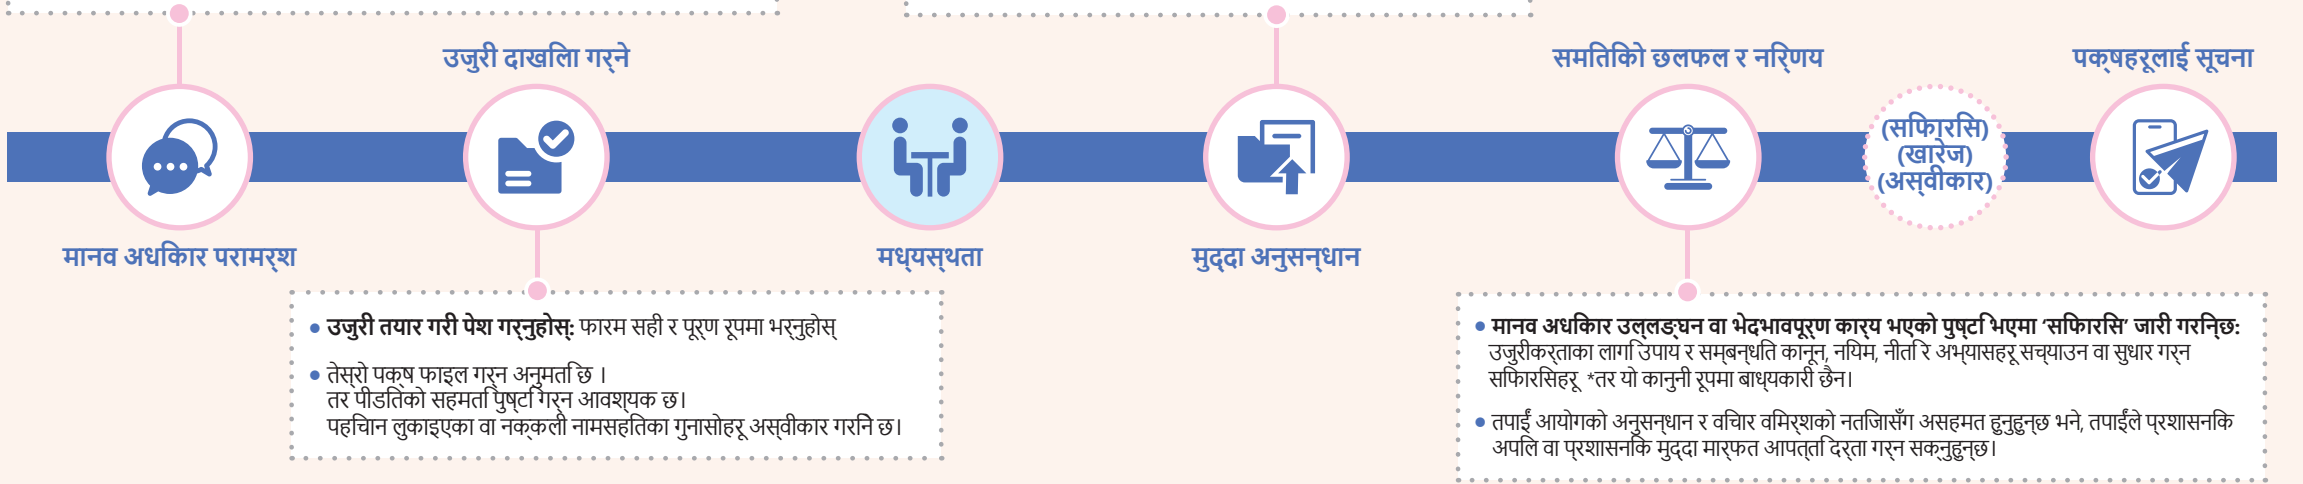 उजुरी दाखिला गर्ने
समितिको छलफल र निर्णय
पक्षहरूलाई सूचना
(सिफारिस)
(खारेज)
(अस्वीकार)
मानव अधिकार परामर्श
मध्यस्थता
मुद्दा अनुसन्धान
• उजुरी तयार गरी पेश गर्नुहोस्: फारम सही र पूर्ण रूपमा भर्नुहोस्
• तेस्रो पक्ष फाइल गर्न अनुमति छ ।
तर पीडितको सहमति पुष्टि गर्न आवश्यक छ।
पहिचान लुकाइएका वा नक्कली नामसहितका गुनासोहरू अस्वीकार गरिने छ।
• मानव अधिकार उल्लङ्घन वा भेदभावपूर्ण कार्य भएको पुष्टि भएमा ‘सिफारिस’ जारी गरिन्छ:
उजुरीकर्ताका लागि उपाय र सम्बन्धित कानून, नियम, नीति र अभ्यासहरू सच्याउन वा सुधार गर्न
सिफारिसहरू *तर यो कानुनी रूपमा बाध्यकारी छैन।
• तपाईं आयोगको अनुसन्धान र विचार विमर्शको नतिजासँग असहमत हुनुहुन्छ भने, तपाईंले प्रशासनिक
अपिल वा प्रशासनिक मुद्दा मार्फत आपत्ति दर्ता गर्न सक्नुहुन्छ।